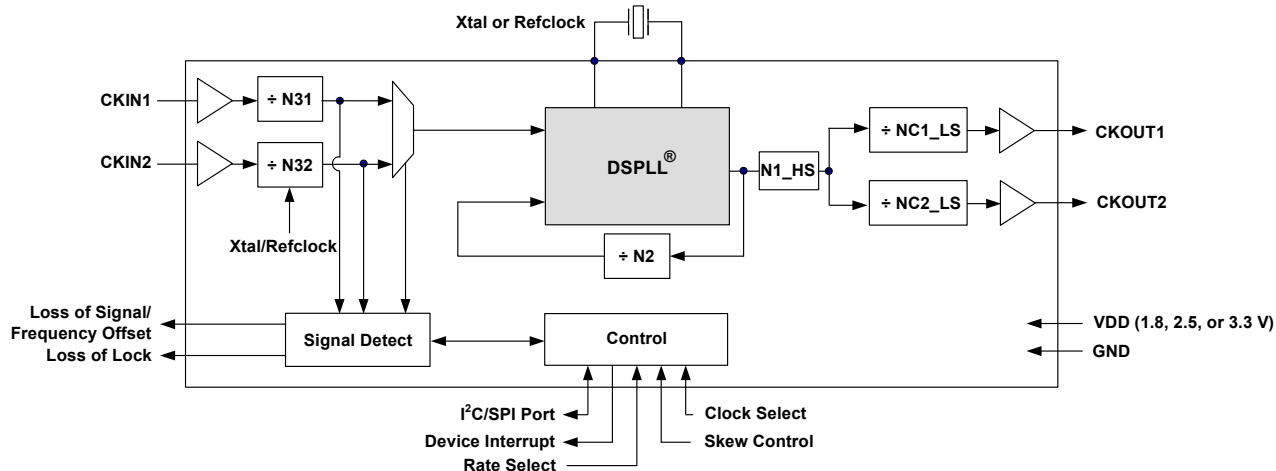 Xtal or Refclock
CKIN1
÷ N31
CKIN2
÷ N32
Xtal/Refclock
DSPLL®
÷ N2
N1_HS
÷ NC1_LS
CKOUT1
÷ NC2_LS
CKOUT2
Loss of Signal/
Frequency Offset
Loss of Lock
Signal Detect
Control
VDD (1.8, 2.5, or 3.3 V)
GND
I²C/SPI Port
Device Interrupt
Rate Select
Clock Select
Skew Control